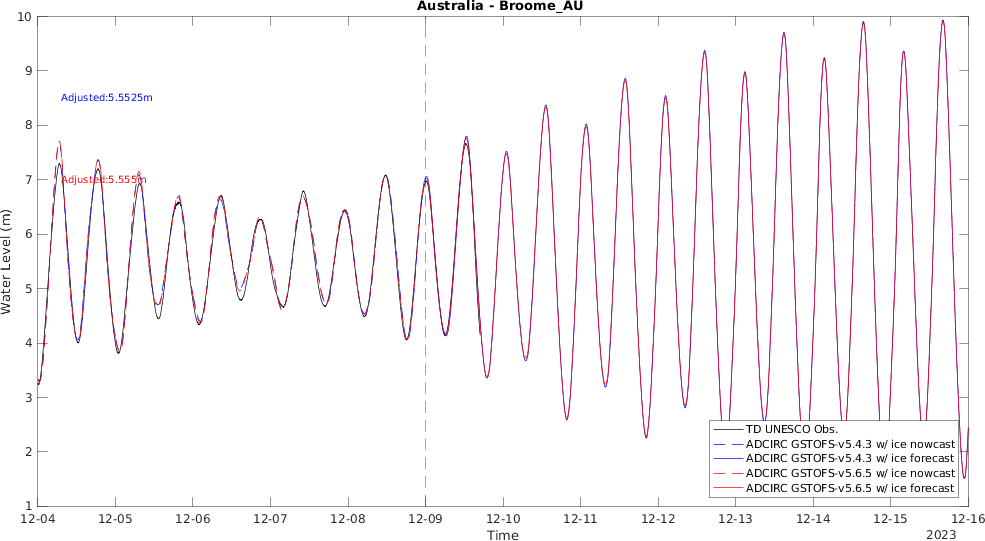 Australia - Broome_AU
10
9
8
7
6
5
4
3
2
1
Water Level (m)
Adjusted:5.5525m
Adjusted:5.555m
TD UNESCO Obs.
ADCIRC GSTOFS-v5.4.3 w/ ice nowcast
ADCIRC GSTOFS-v5.4.3 w/ ice forecast
ADCIRC GSTOFS-v5.6.5 w/ ice nowcast
ADCIRC GSTOFS-v5.6.5 w/ ice forecast
12-04 12-05 12-06 12-07 12-08 12-09 12-10 12-11 12-12 12-13 12-14 12-15 12-16
Time
2023